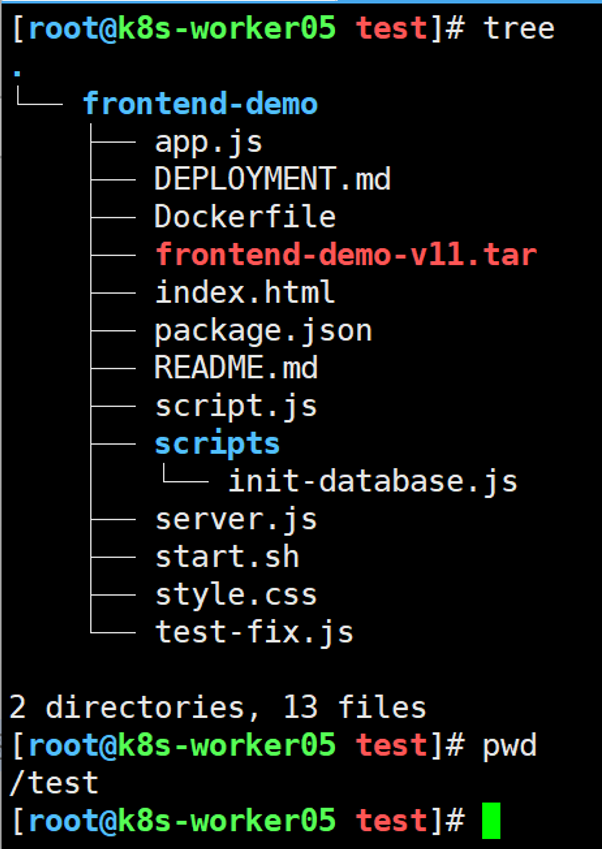 [root@k8s-worker05 test]# tree
.
└── frontend-demo
    ├── app.js
    ├── DEPLOYMENT.md
    ├── Dockerfile
    ├── frontend-demo-v11.tar
    ├── index.html
    ├── package.json
    ├── README.md
    ├── script.js
    ├── scripts
    │   └── init-database.js
    ├── server.js
    ├── start.sh
    ├── style.css
    └── test-fix.js

2 directories, 13 files
[root@k8s-worker05 test]# pwd
/test
[root@k8s-worker05 test]#